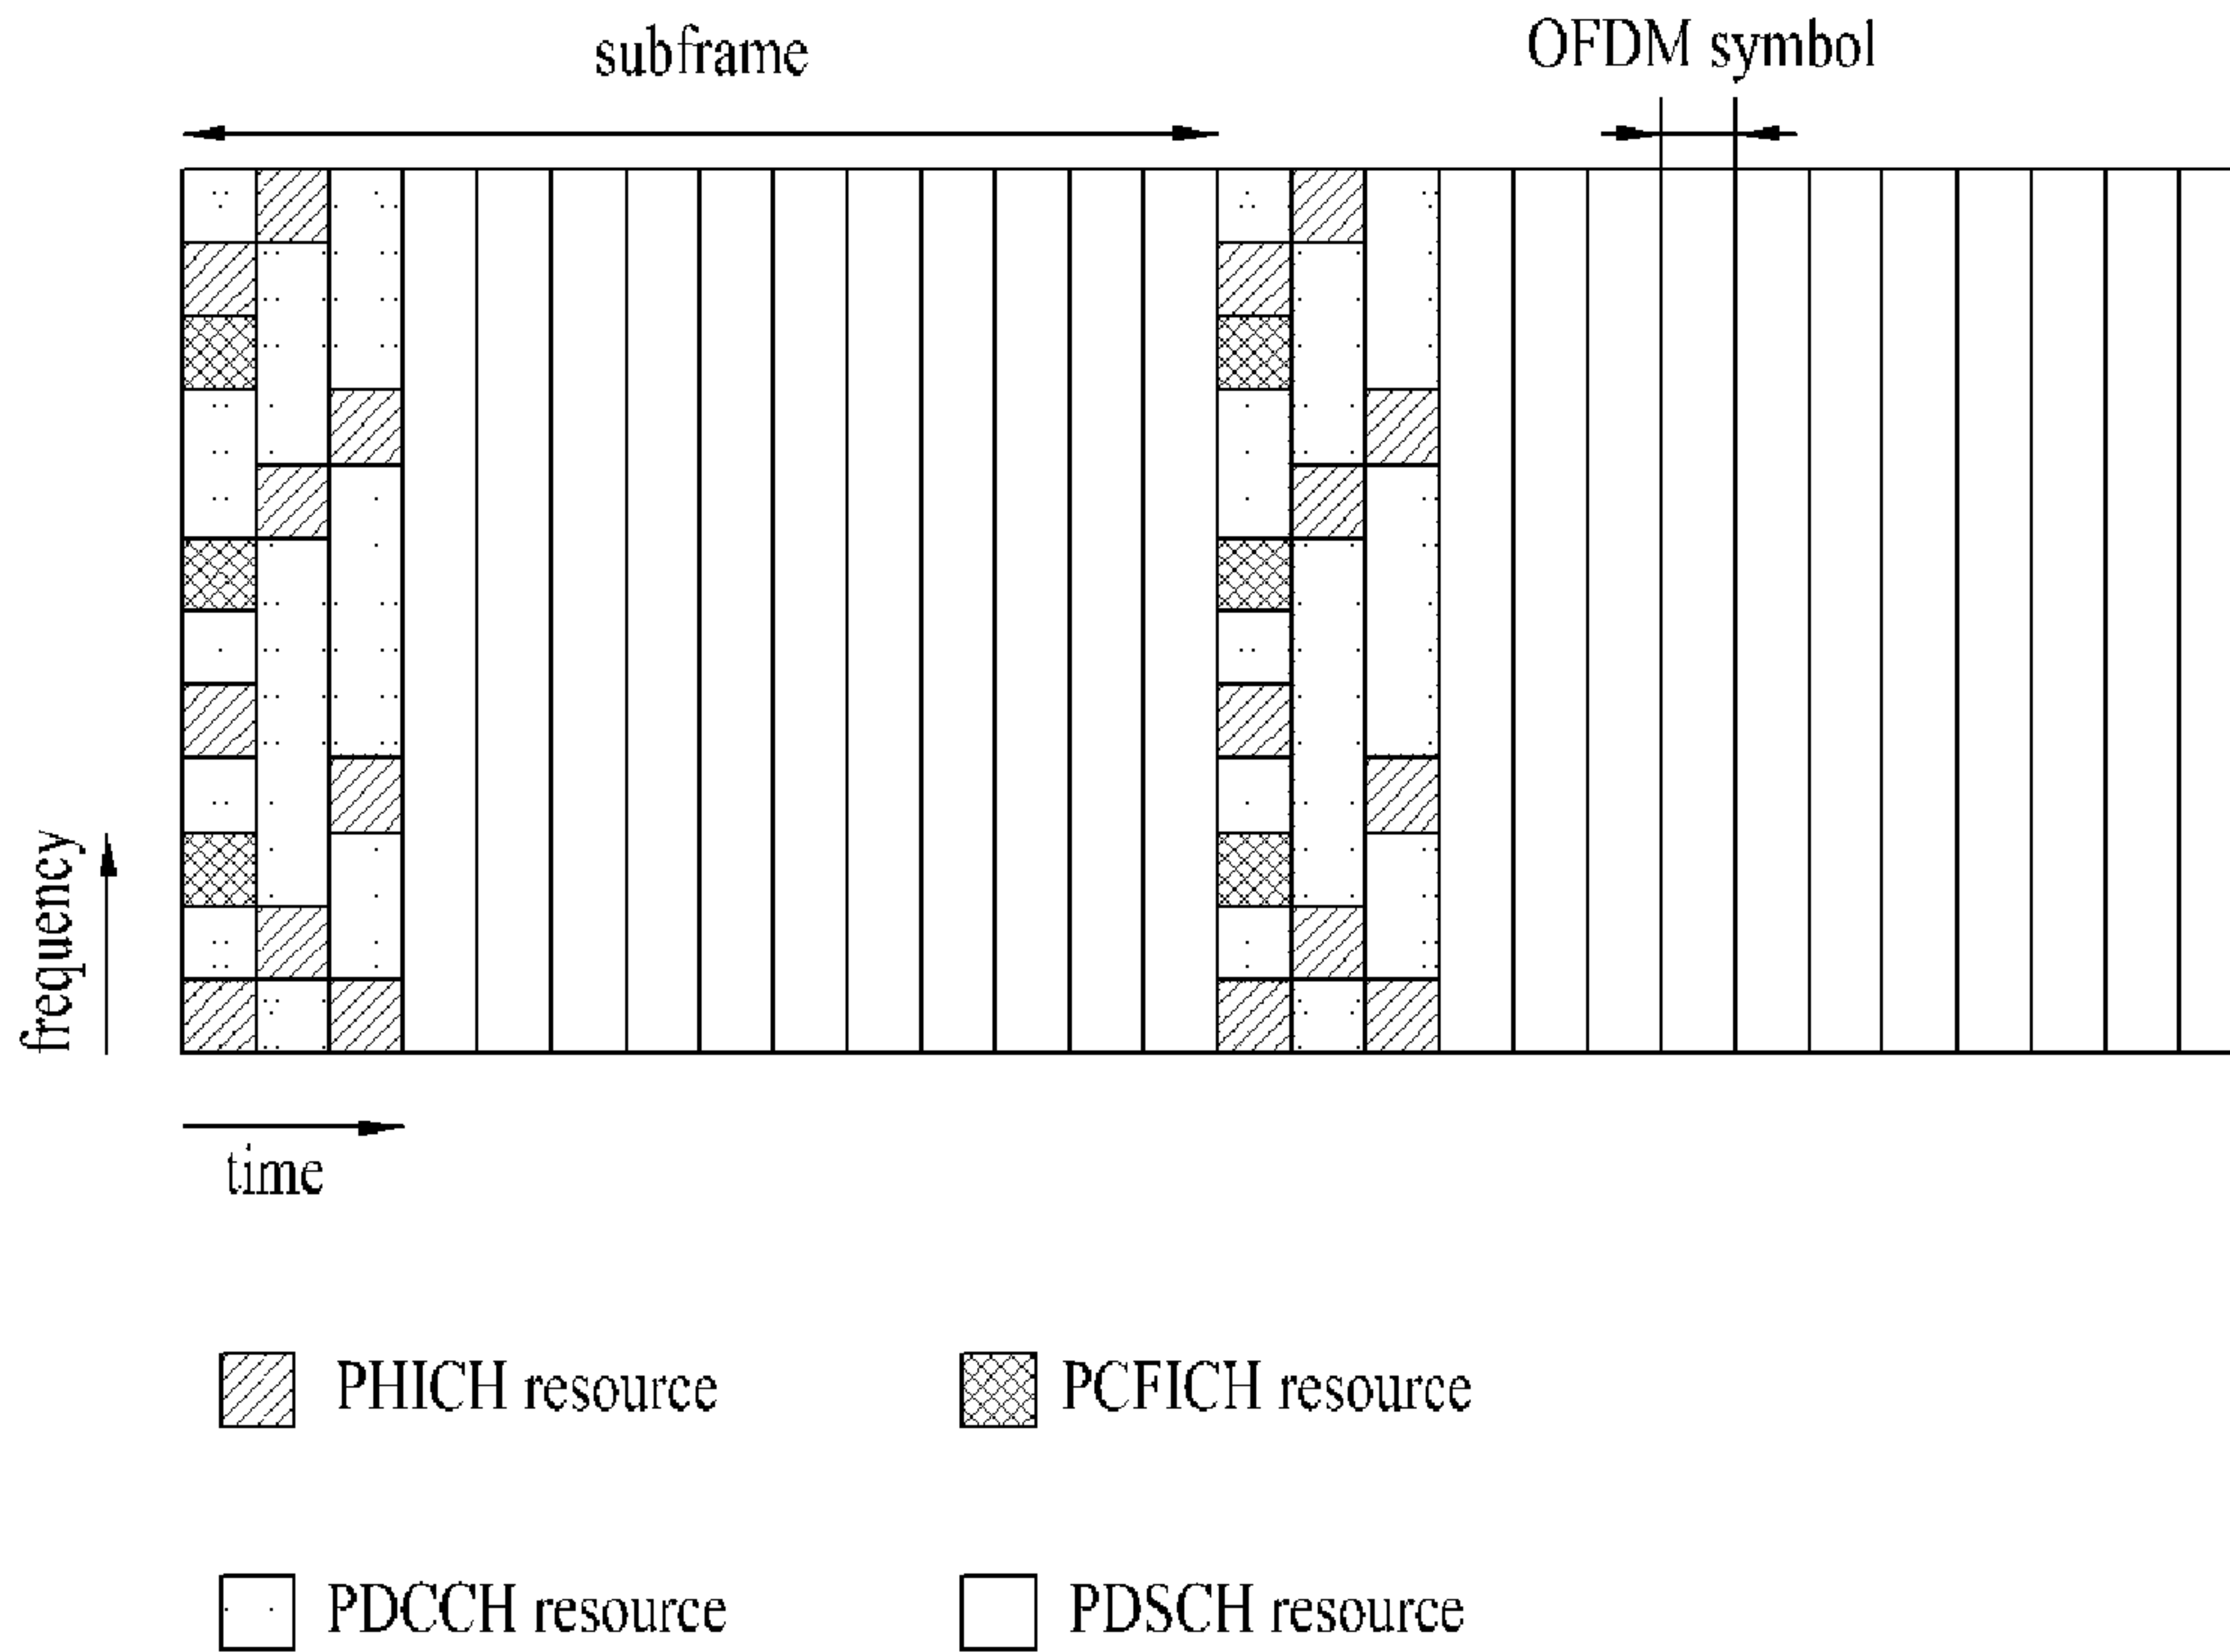 subframe
OFDM symbol
frequency
time
PHICH resource
PCFICH resource
PDCCH resource
PDSCH resource